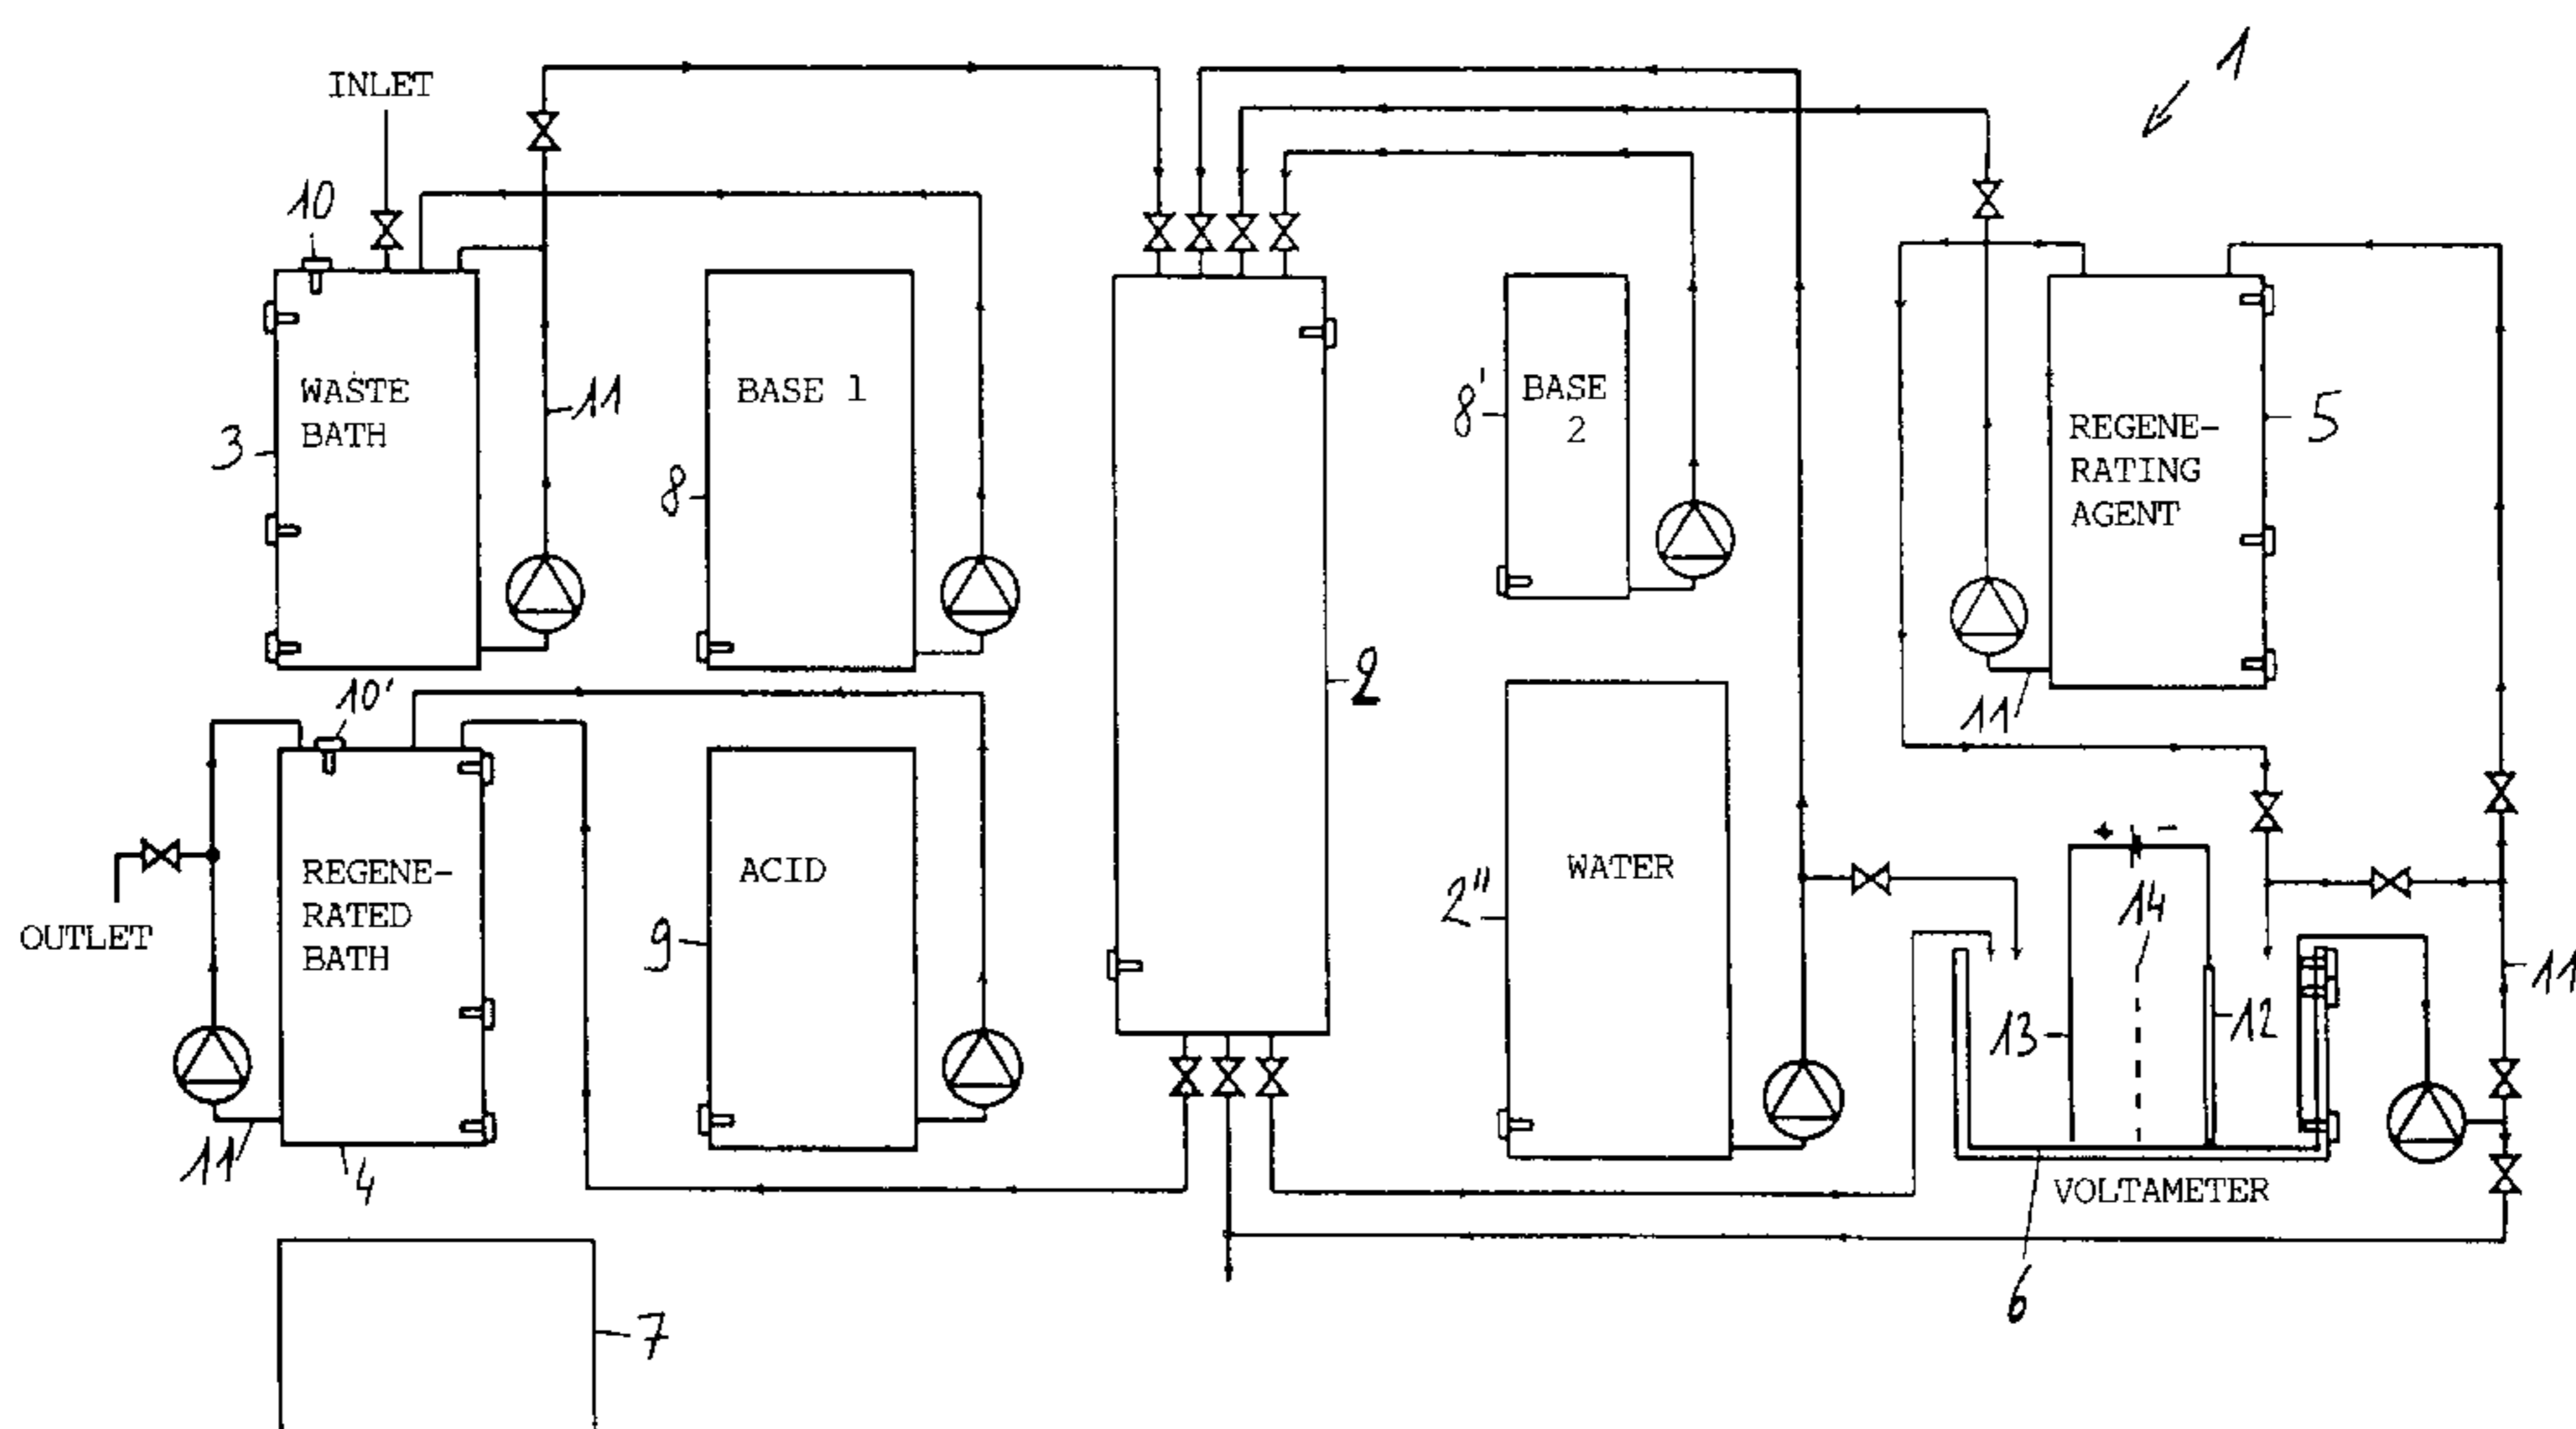 1
INLET
10
WASTE
BATH
3
11
BASE 1
8
2
BASE
2
8'
REGENE-
RATING
AGENT
5
11
10'
REGENE-
RATED
BATH
OUTLET
11
4
ACID
9
WATER
2"
+ -
14
13
12
11
VOLTAMETER
6
7